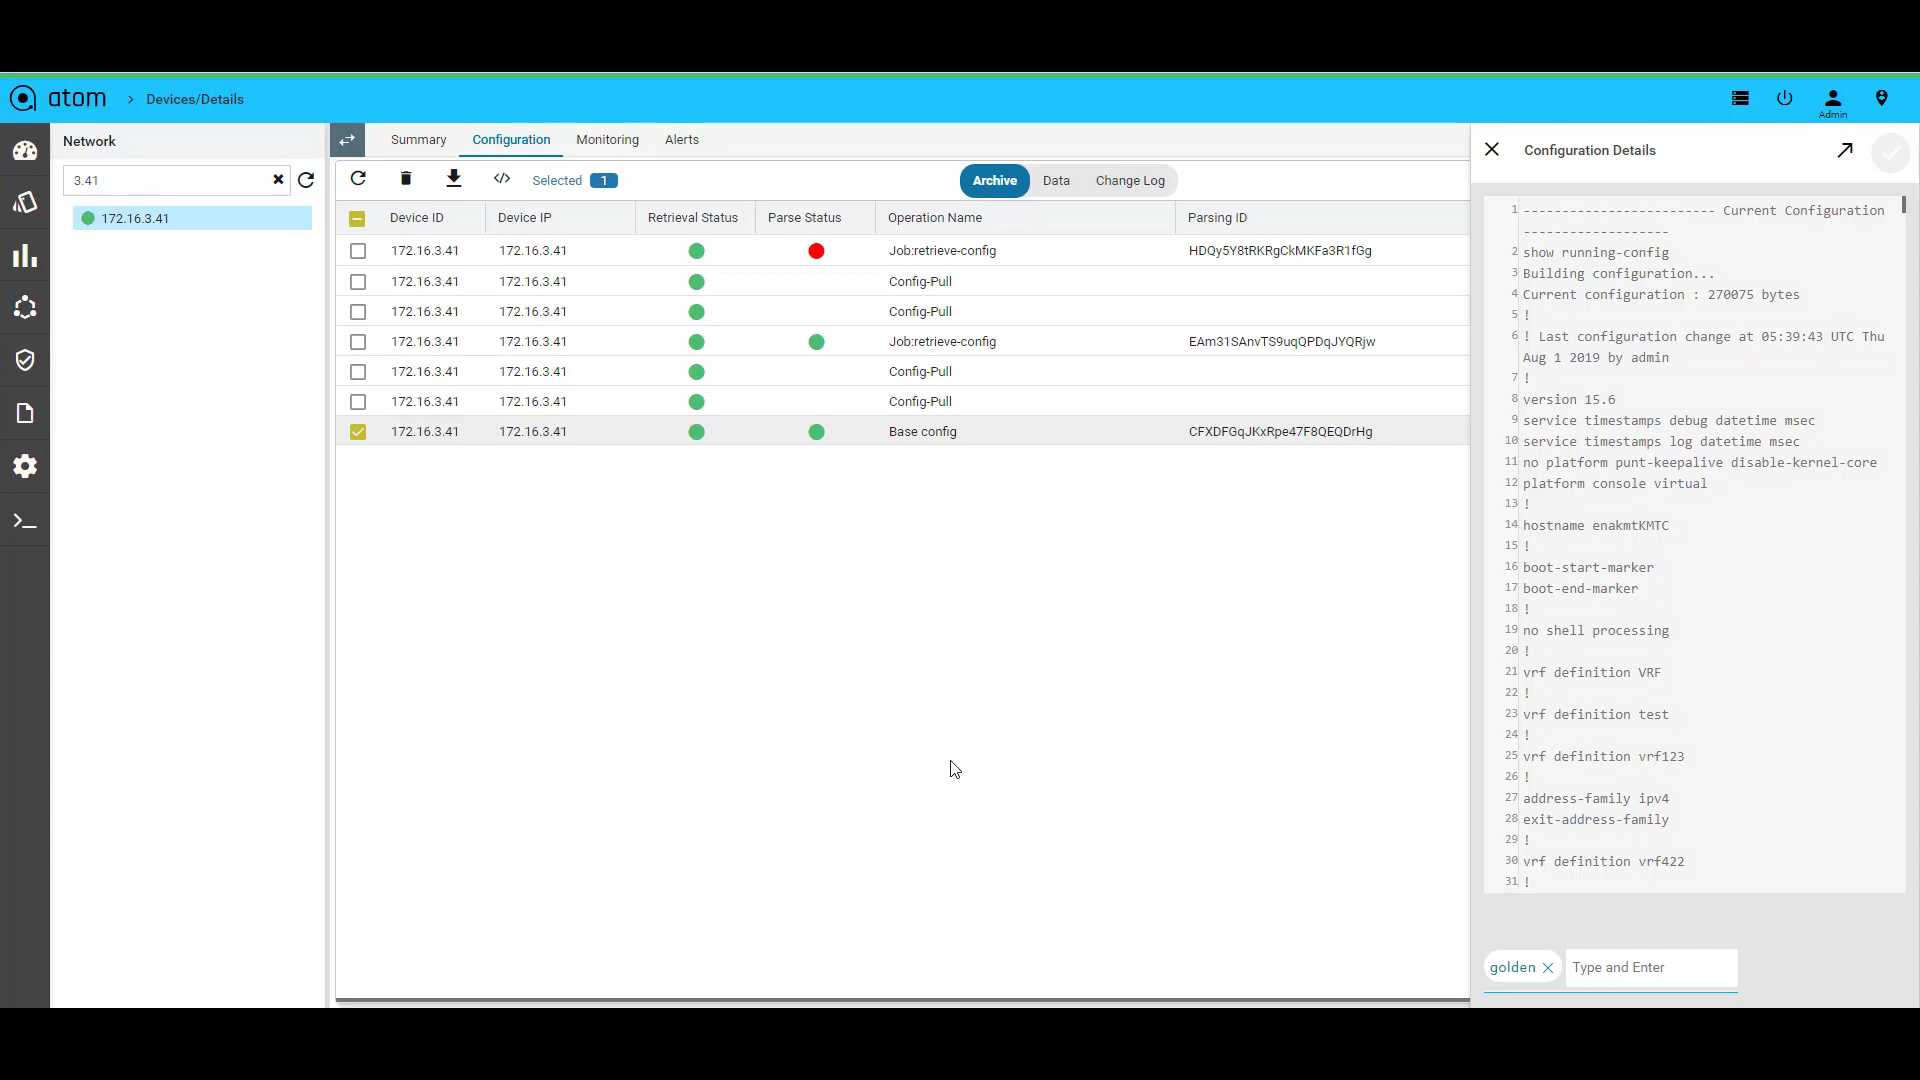 atom
Devices/Details
Admin
Network
3.41
172.16.3.41
Summary Configuration Monitoring Alerts
Selected 1
Archive Data Change Log
Device ID Device IP Retrieval Status Parse Status Operation Name Parsing ID
172.16.3.41 172.16.3.41 Job:retrieve-config HDQy5Y8tRKRgCkMKFa3R1fGg
172.16.3.41 172.16.3.41 Config-Pull
172.16.3.41 172.16.3.41 Config-Pull
172.16.3.41 172.16.3.41 Job:retrieve-config EAm31SAnvTS9uqQPDqJYQRjw
172.16.3.41 172.16.3.41 Config-Pull
172.16.3.41 172.16.3.41 Config-Pull
172.16.3.41 172.16.3.41 Base config CFXDFGqJKxRpe47F8QEQDrHg
Configuration Details
1 ------------------------- Current Configuration
-------------------
2 show running-config
3 Building configuration...
4 Current configuration : 270075 bytes
5 !
6 ! Last configuration change at 05:39:43 UTC Thu
Aug 1 2019 by admin
7 !
8 version 15.6
9 service timestamps debug datetime msec
10 service timestamps log datetime msec
11 no platform punt-keepalive disable-kernel-core
12 platform console virtual
13 !
14 hostname enakmtKMTC
15 !
16 boot-start-marker
17 boot-end-marker
18 !
19 no shell processing
20 !
21 vrf definition VRF
22 !
23 vrf definition test
24 !
25 vrf definition vrf123
26 !
27 address-family ipv4
28 exit-address-family
29 !
30 vrf definition vrf422
31 !
golden
Type and Enter